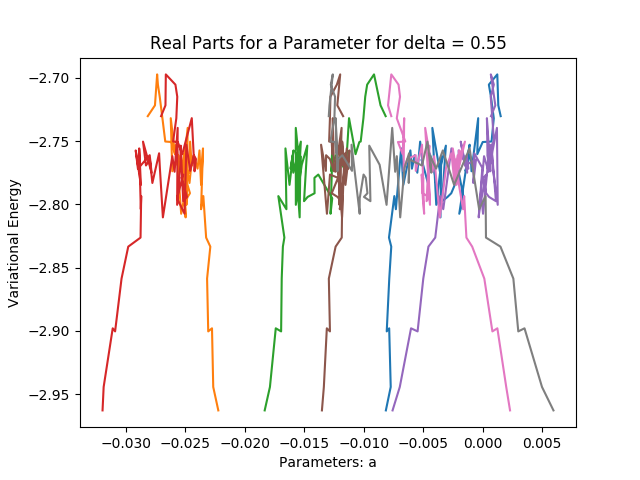 Real Parts for a Parameter for delta = 0.55
−2.70
−2.75
−2.80
−2.85
−2.90
−2.95
Variational Energy
−0.030 −0.025 −0.020 −0.015 −0.010 −0.005 0.000 0.005
Parameters: a